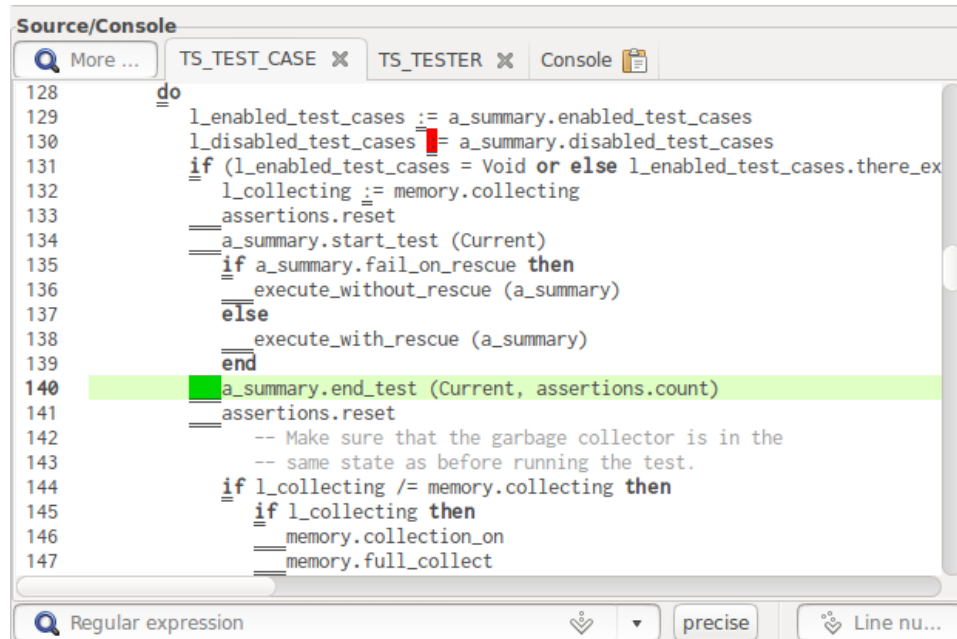 Source/Console
More ... TS_TEST_CASE TS_TESTER Console
128 do
129 l_enabled_test_cases := a_summary.enabled_test_cases
130 l_disabled_test_cases := a_summary.disabled_test_cases
131 if (l_enabled_test_cases = Void or else l_enabled_test_cases.there_ex
132 l_collecting := memory.collecting
133 assertions.reset
134 a_summary.start_test (Current)
135 if a_summary.fail_on_rescue then
136 execute_without_rescue (a_summary)
137 else
138 execute_with_rescue (a_summary)
139 end
140 a_summary.end_test (Current, assertions.count)
141 assertions.reset
142 -- Make sure that the garbage collector is in the
143 -- same state as before running the test.
144 if l_collecting /= memory.collecting then
145 if l_collecting then
146 memory.collection_on
147 memory.full_collect
Regular expression precise Line nu...